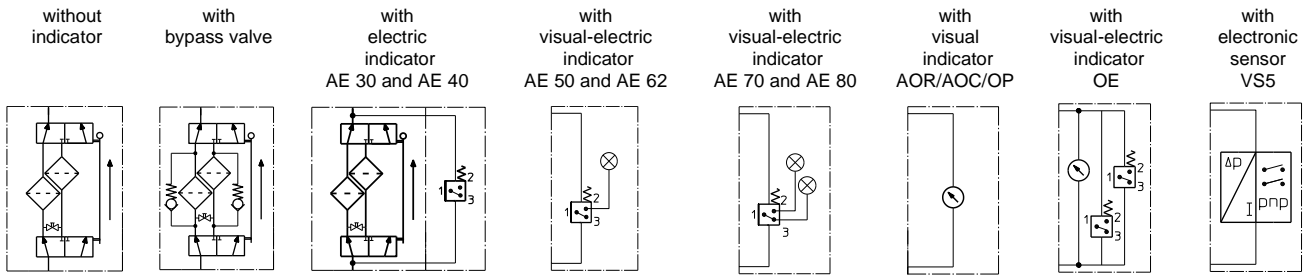 without
indicator
with
bypass valve
with
electric
indicator
AE 30 and AE 40
with
visual-electric
indicator
AE 50 and AE 62
with
visual-electric
indicator
AE 70 and AE 80
with
visual
indicator
AOR/AOC/OP
with
visual-electric
indicator
OE
with
electronic
sensor
VS5
1 2
3
1 2
3
1 2
3
1 2
3
1 2
3
Δp
I
pnp